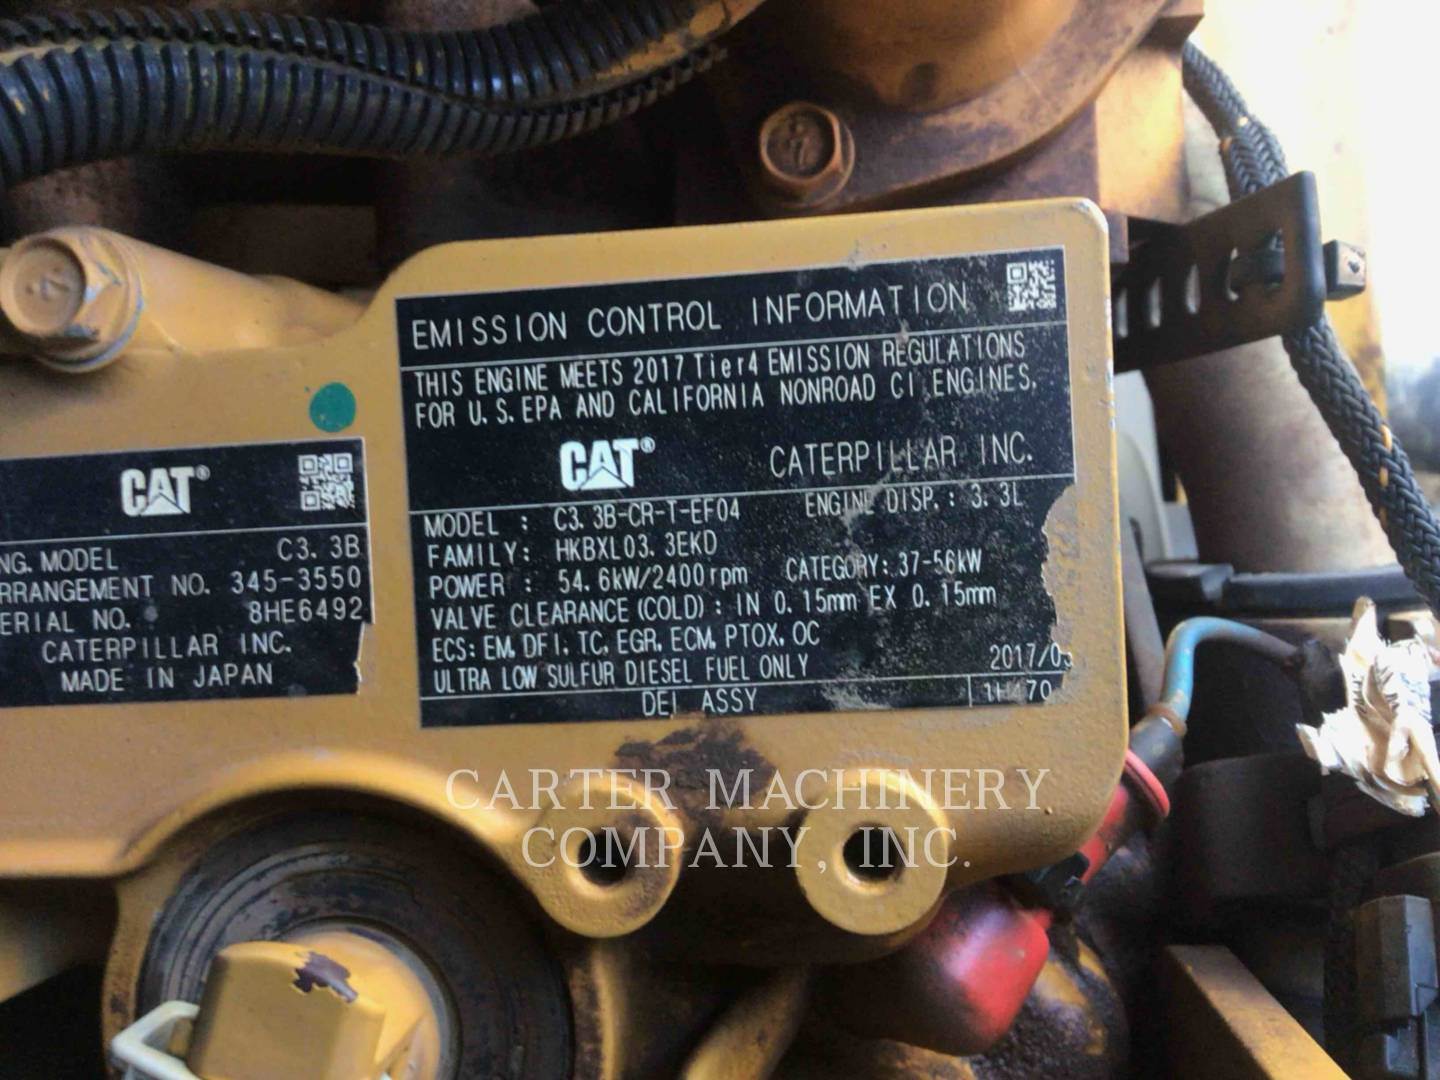 CAT®
NG. MODEL C3.3B
RRANGEMENT NO. 345-3550
ERIAL NO. 8HE6492
CATERPILLAR INC.
MADE IN JAPAN
EMISSION CONTROL INFORMATION
THIS ENGINE MEETS 2017 Tier4 EMISSION REGULATIONS
FOR U.S.EPA AND CALIFORNIA NONROAD CI ENGINES.
CAT® CATERPILLAR INC.
MODEL : C3.3B-CR-T-EF04 ENGINE DISP.: 3.3L
FAMILY: HKBXL03.3EKD
POWER : 54.6kW/2400rpm CATEGORY: 37-56kW
VALVE CLEARANCE (COLD) : IN 0.15mm EX 0.15mm
ECS: EM, DFI, TC, EGR, ECM, PTOX, OC
ULTRA LOW SULFUR DIESEL FUEL ONLY
DEI ASSY
CARTER MACHINERY
COMPANY, INC.